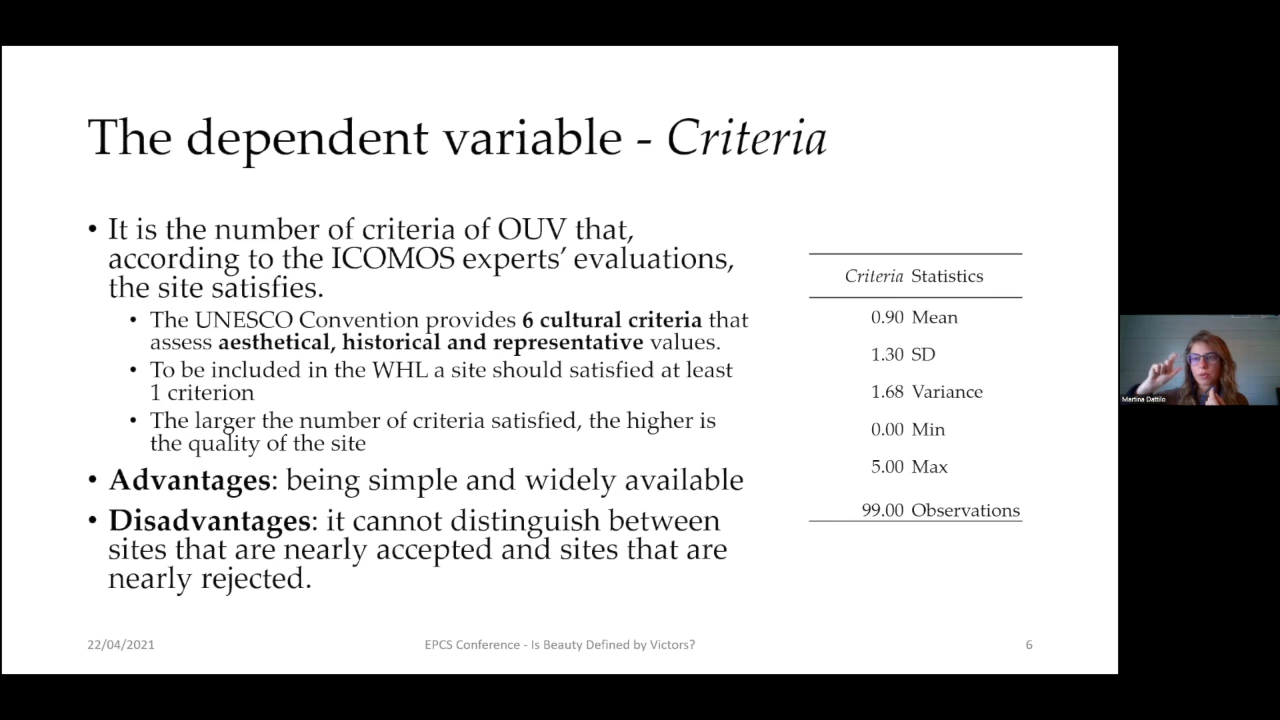 The dependent variable - Criteria
• It is the number of criteria of OUV that,
according to the ICOMOS experts’ evaluations,
the site satisfies.
• The UNESCO Convention provides 6 cultural criteria that
assess aesthetical, historical and representative values.
• To be included in the WHL a site should satisfied at least
1 criterion
• The larger the number of criteria satisfied, the higher is
the quality of the site
• Advantages: being simple and widely available
• Disadvantages: it cannot distinguish between
sites that are nearly accepted and sites that are
nearly rejected.
Criteria Statistics
0.90 Mean
1.30 SD
1.68 Variance
0.00 Min
5.00 Max
99.00 Observations
22/04/2021
EPCS Conference - Is Beauty Defined by Victors?
6
Martina Dattilo